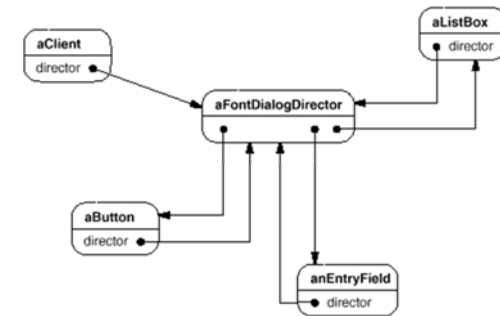 aClient
director
aListBox
director
aFontDialogDirector
aButton
director
anEntryField
director